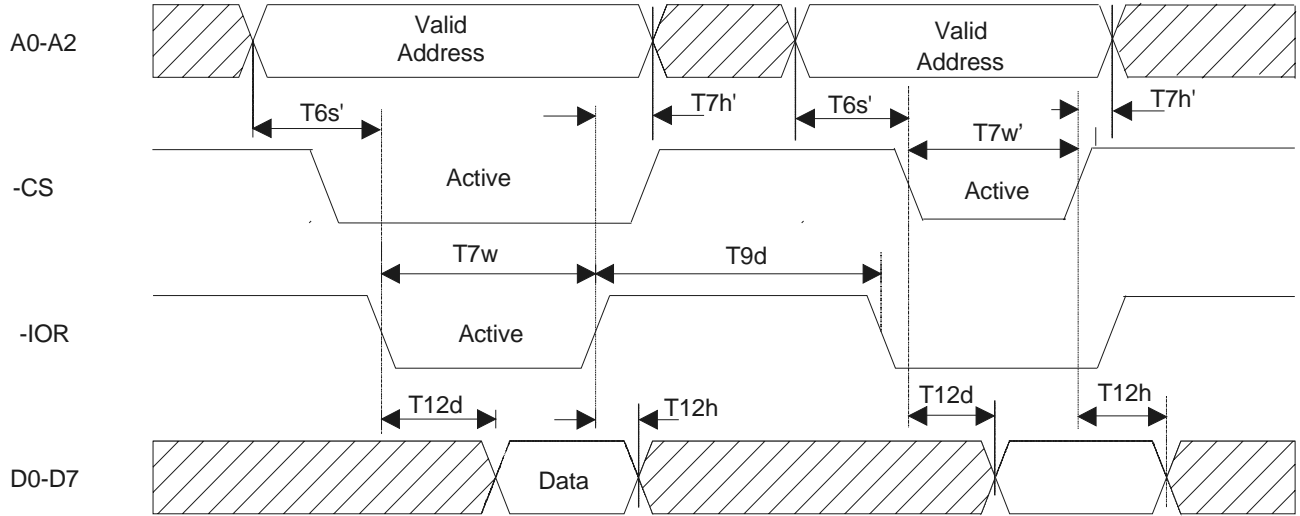 A0-A2
Valid
Address
Valid
Address
T6s'
T7h'
T6s'
T7h'
T7w’
-CS
Active
Active
T7w
T9d
-IOR
Active
T12d
T12h
T12d
T12h
D0-D7
Data